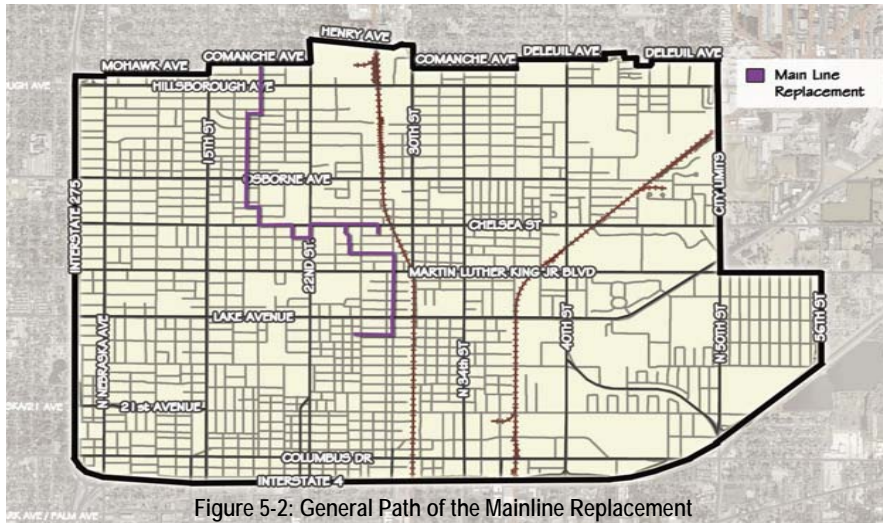 HENRY AVE
MOHAWK AVE
COMANCHE AVE
COMANCHE AVE
DELEUIL AVE
DELEUIL AVE
HILLSBOROUGH AVE
Main Line
Replacement
15TH ST
30TH ST
OSBORNE AVE
CITY LIMITS
INTERSTATE 275
CHELSEA ST
22ND ST.
MARTIN LUTHER KING JR BLVD
LAKE AVENUE
N NEBRASKA AVE
N 34th ST
40TH ST
N 50TH ST
56TH ST
21st AVENUE
COLUMBUS DR
INTERSTATE 4
Figure 5-2: General Path of the Mainline Replacement